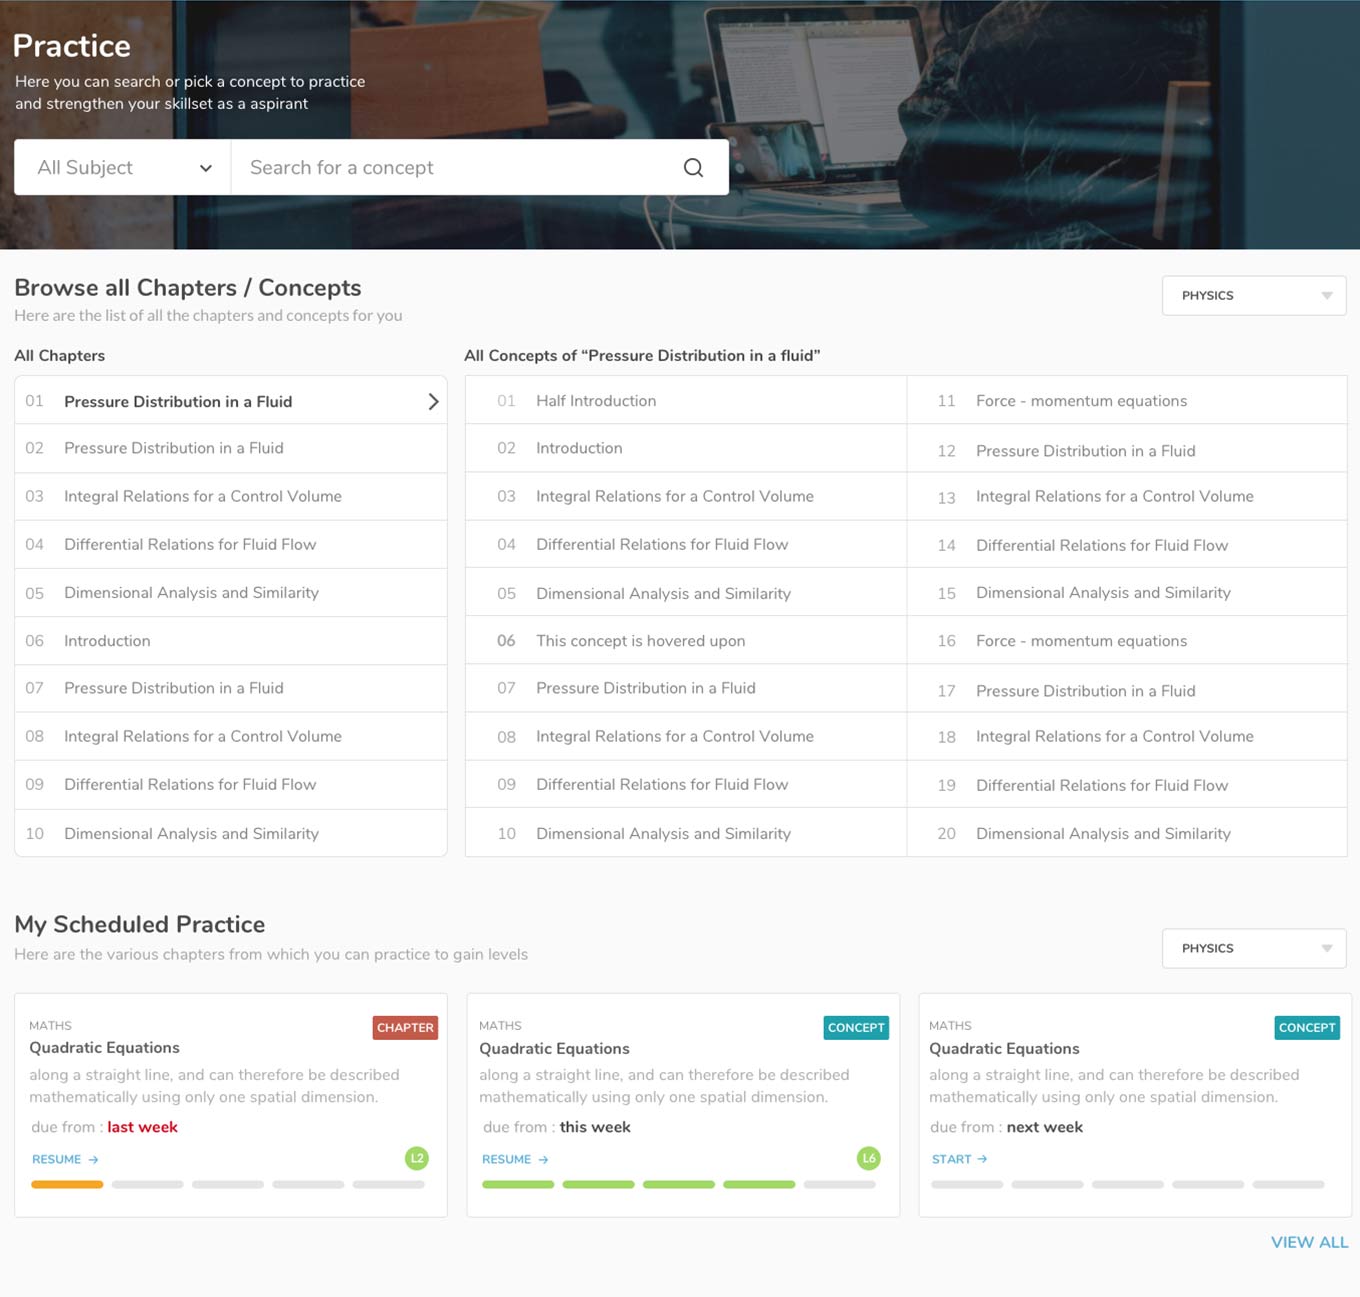 Practice
Here you can search or pick a concept to practice
and strengthen your skillset as a aspirant
All Subject
Search for a concept
Browse all Chapters / Concepts
Here are the list of all the chapters and concepts for you
PHYSICS
All Chapters
01 Pressure Distribution in a Fluid
02 Pressure Distribution in a Fluid
03 Integral Relations for a Control Volume
04 Differential Relations for Fluid Flow
05 Dimensional Analysis and Similarity
06 Introduction
07 Pressure Distribution in a Fluid
08 Integral Relations for a Control Volume
09 Differential Relations for Fluid Flow
10 Dimensional Analysis and Similarity
All Concepts of “Pressure Distribution in a fluid”
01 Half Introduction
02 Introduction
03 Integral Relations for a Control Volume
04 Differential Relations for Fluid Flow
05 Dimensional Analysis and Similarity
06 This concept is hovered upon
07 Pressure Distribution in a Fluid
08 Integral Relations for a Control Volume
09 Differential Relations for Fluid Flow
10 Dimensional Analysis and Similarity
11 Force - momentum equations
12 Pressure Distribution in a Fluid
13 Integral Relations for a Control Volume
14 Differential Relations for Fluid Flow
15 Dimensional Analysis and Similarity
16 Force - momentum equations
17 Pressure Distribution in a Fluid
18 Integral Relations for a Control Volume
19 Differential Relations for Fluid Flow
20 Dimensional Analysis and Similarity
My Scheduled Practice
Here are the various chapters from which you can practice to gain levels
PHYSICS
MATHS
CHAPTER
Quadratic Equations
along a straight line, and can therefore be described
mathematically using only one spatial dimension.
due from : last week
RESUME →
L2
MATHS
CONCEPT
Quadratic Equations
along a straight line, and can therefore be described
mathematically using only one spatial dimension.
due from : this week
RESUME →
L6
MATHS
CONCEPT
Quadratic Equations
along a straight line, and can therefore be described
mathematically using only one spatial dimension.
due from : next week
START →
VIEW ALL